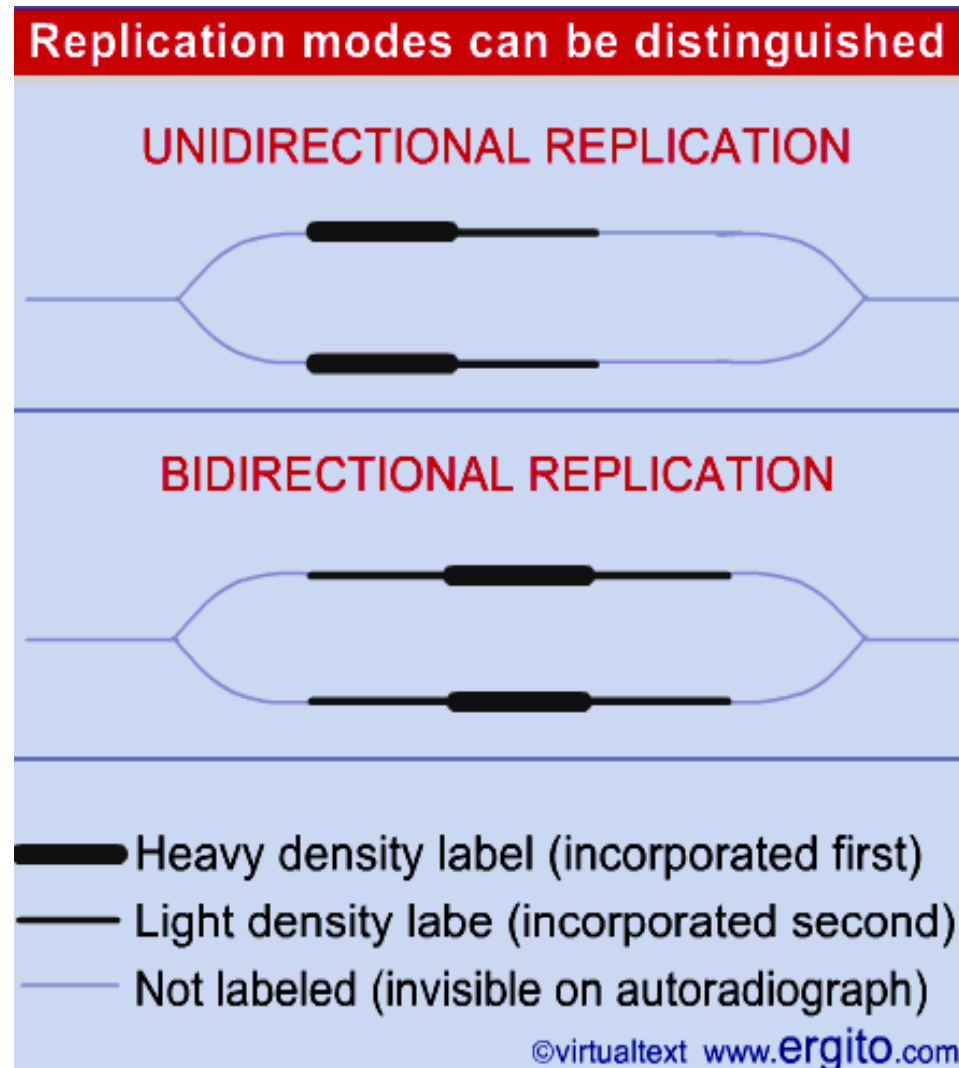 Replication modes can be distinguished
UNIDIRECTIONAL REPLICATION
BIDIRECTIONAL REPLICATION
Heavy density label (incorporated first)
Light density labe (incorporated second)
Not labeled (invisible on autoradiograph)
©virtualtext www.ergito.com